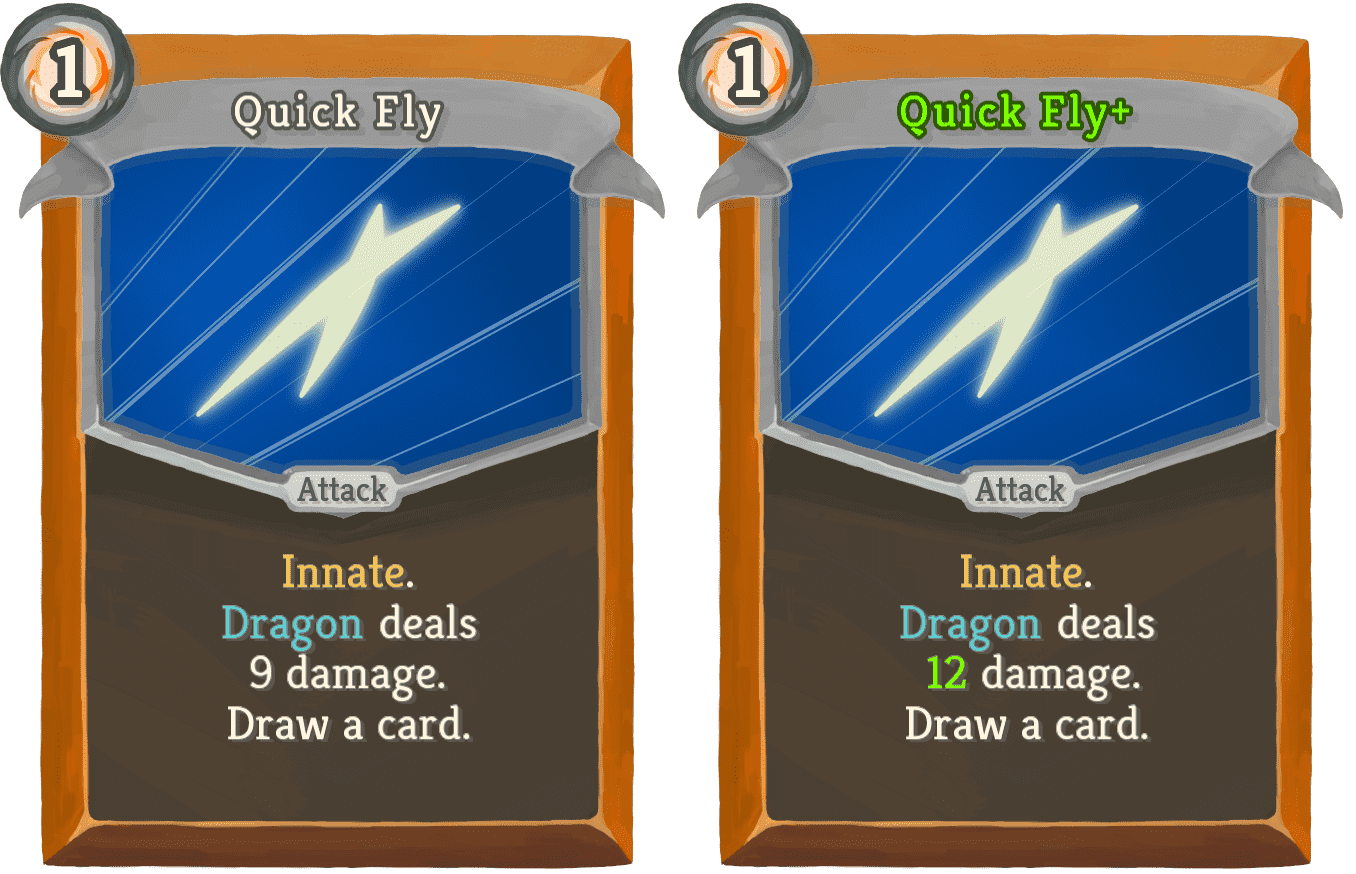 1
Quick Fly
Attack
Innate.
Dragon deals
9 damage.
Draw a card.
1
Quick Fly+
Attack
Innate.
Dragon deals
12 damage.
Draw a card.